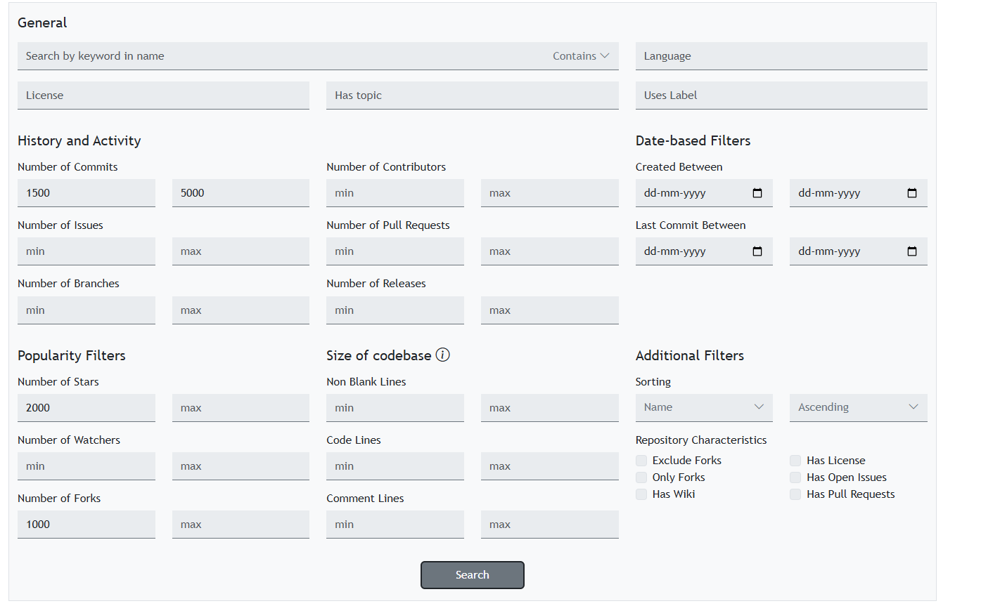 General
Search by keyword in name Contains Language
License Has topic Uses Label
History and Activity Date-based Filters
Number of Commits Number of Contributors Created Between
1500 5000 min max dd-mm-yyyy dd-mm-yyyy
Number of Issues Number of Pull Requests Last Commit Between
min max min max dd-mm-yyyy dd-mm-yyyy
Number of Branches Number of Releases
min max min max
Popularity Filters Size of codebase i Additional Filters
Number of Stars Non Blank Lines Sorting
2000 max min max Name Ascending
Number of Watchers Code Lines Repository Characteristics
min max min max Exclude Forks Has License
Only Forks Has Open Issues
Number of Forks Comment Lines Has Wiki Has Pull Requests
1000 max min max
Search